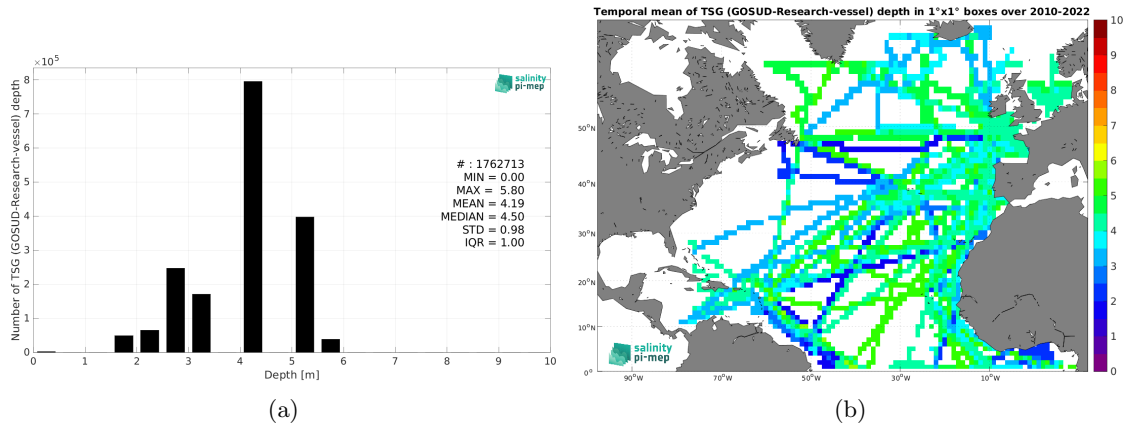 Temporal mean of TSG (GOSUD-Research-vessel) depth in 1°x1° boxes over 2010-2022
×10⁵
Number of TSG (GOSUD-Research-vessel) depth
8
7
6
5
4
3
2
1
0
salinity
pi-mep
# : 1762713
MIN = 0.00
MAX = 5.80
MEAN = 4.19
MEDIAN = 4.50
STD = 0.98
IQR = 1.00
0 1 2 3 4 5 6 7 8 9 10
Depth [m]
(a)
50°N
40°N
30°N
20°N
10°N
0°
90°W 70°W 50°W 30°W 10°W
salinity
pi-mep
10
9
8
7
6
5
4
3
2
1
0
(b)